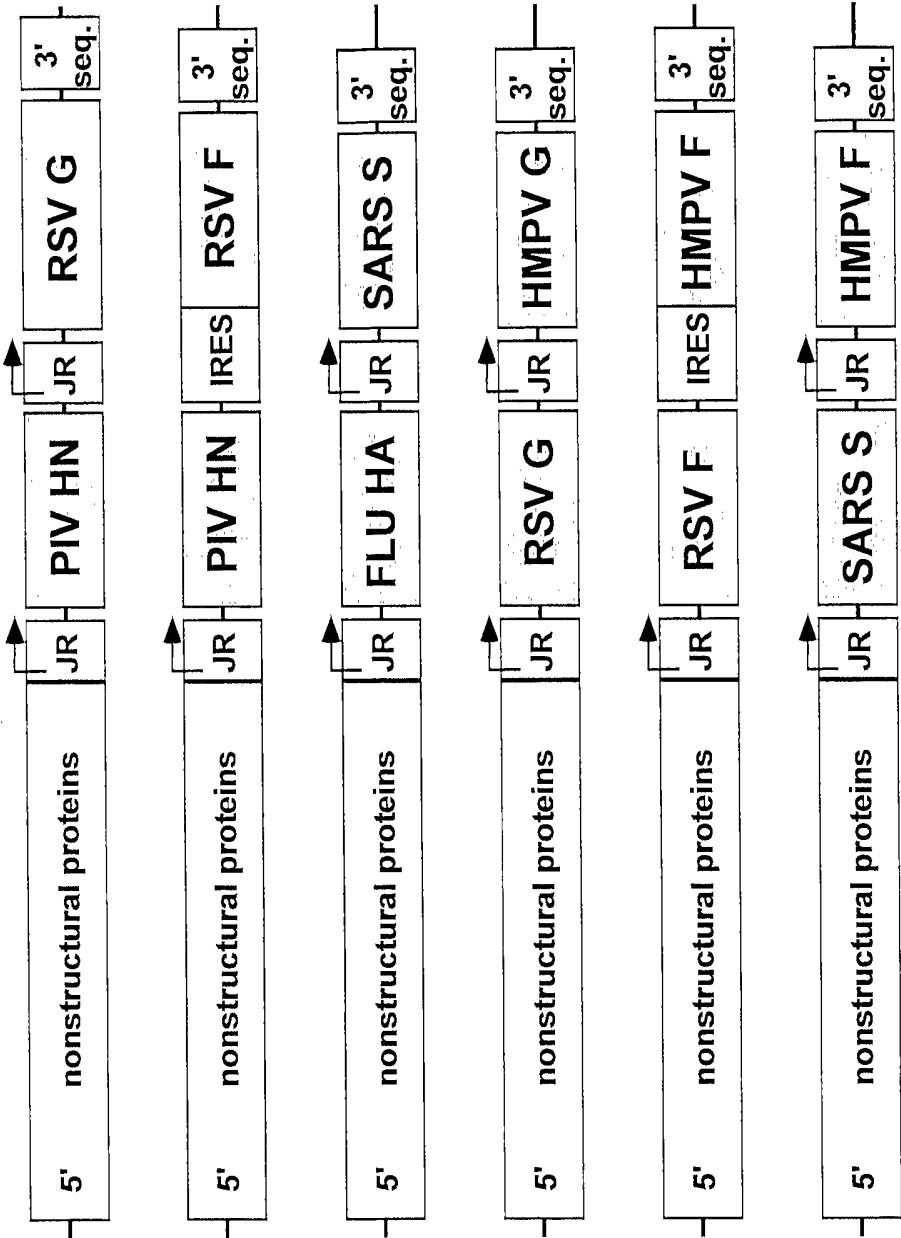 5' nonstructural proteins JR PIV HN JR RSV G 3'
seq.
5' nonstructural proteins JR PIV HN IRES RSV F 3'
seq.
5' nonstructural proteins JR FLU HA JR SARS S 3'
seq.
5' nonstructural proteins JR RSV G JR HMPV G 3'
seq.
5' nonstructural proteins JR RSV F IRES HMPV F 3'
seq.
5' nonstructural proteins JR SARS S JR HMPV F 3'
seq.